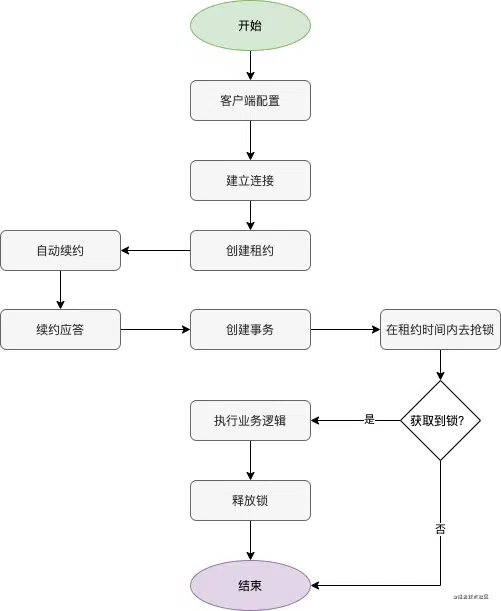 开始
客户端配置
建立连接
创建租约
自动续约
续约应答
创建事务
在租约时间内去抢锁
获取到锁?
是
执行业务逻辑
释放锁
否
结束